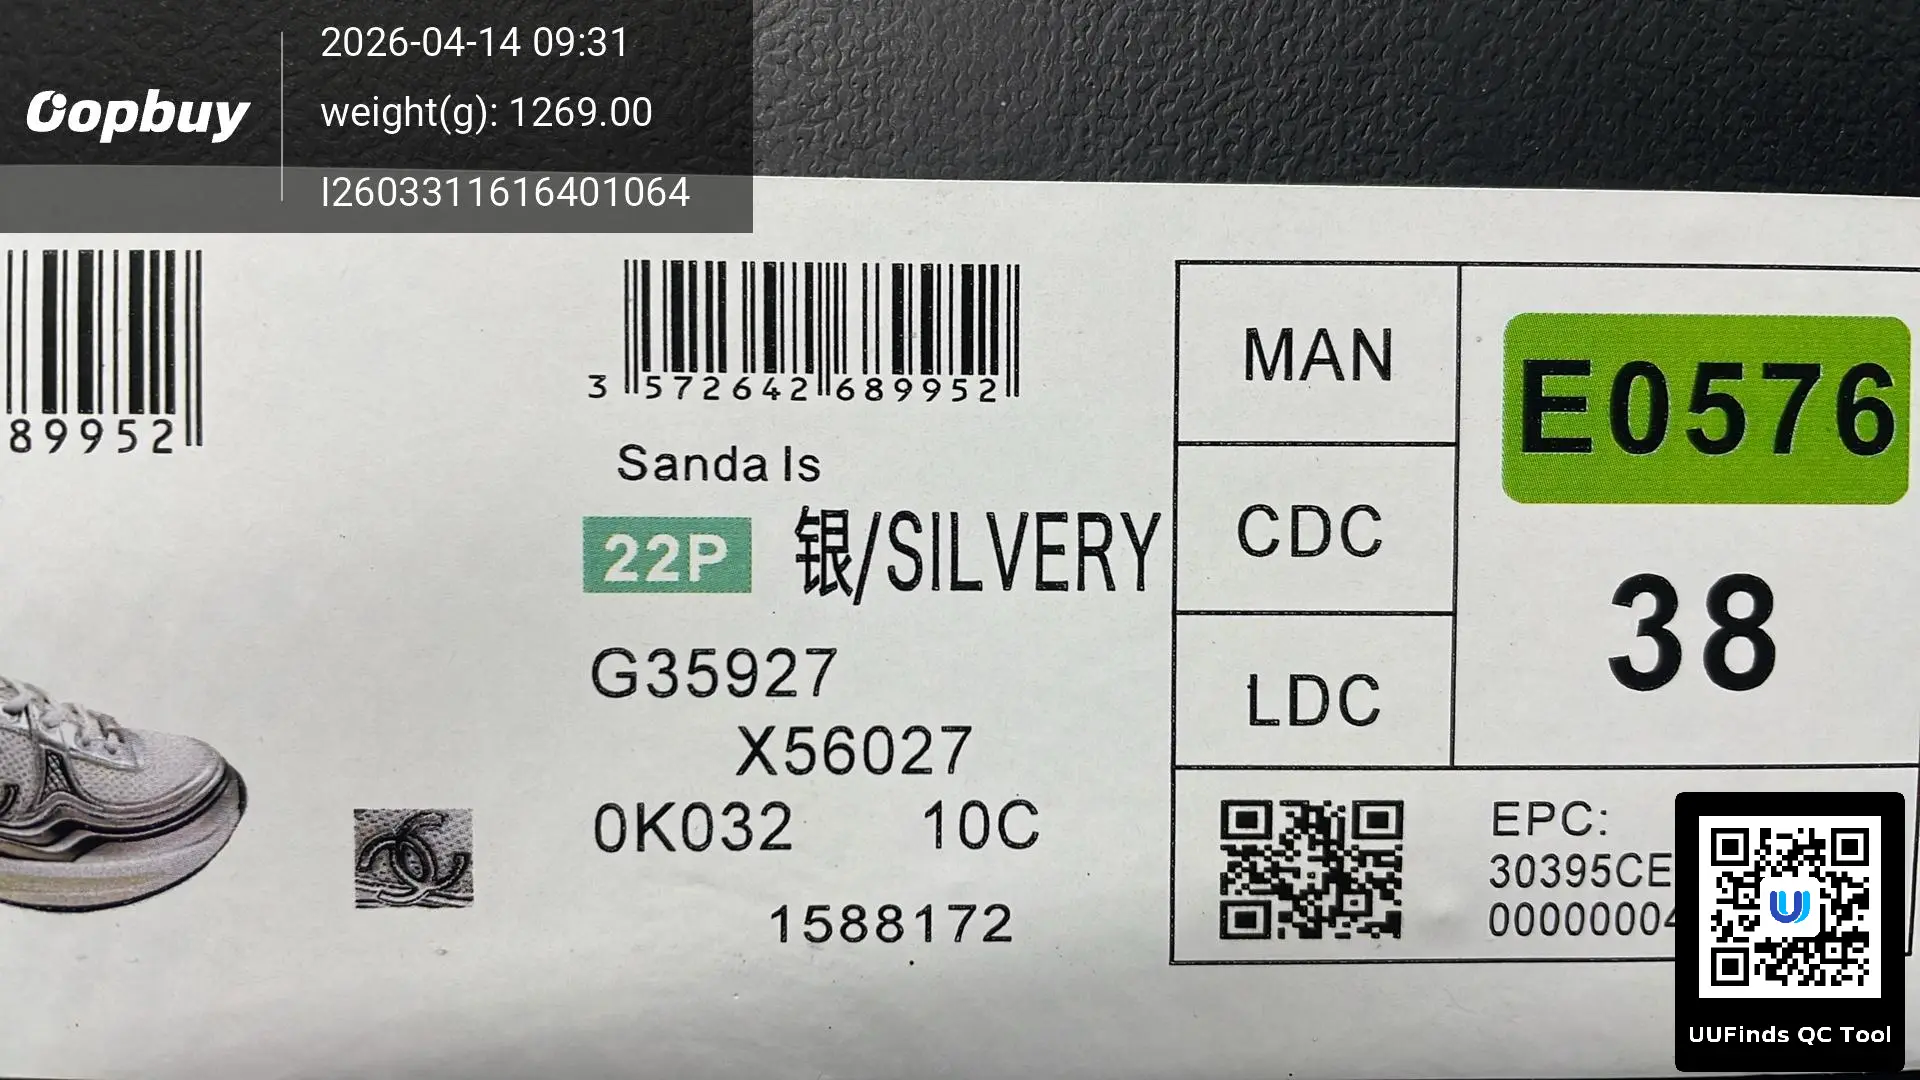 Oopbuy
2026-04-14 09:31
weight(g): 1269.00
I2603311616401064
89952
3 572642 689952
Sanda ls
22P 银/SILVERY
G35927
X56027
0K032 10C
1588172
MAN
CDC
LDC
E0576
38
EPC:
30395CE
00000004
UUFinds QC Tool